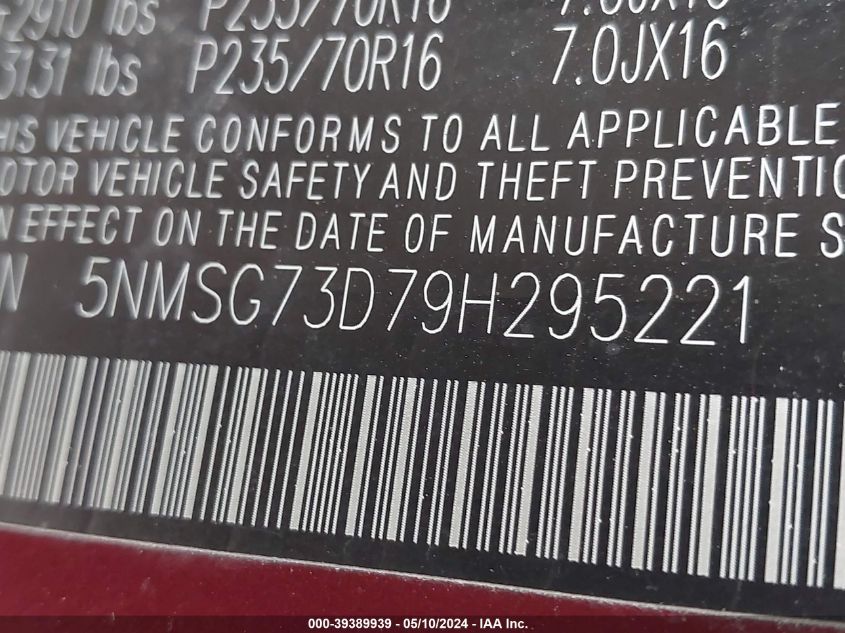 2910 lbs P235/70R16
3131 lbs P235/70R16 7.0JX16
HIS VEHICLE CONFORMS TO ALL APPLICABLE
OTOR VEHICLE SAFETY AND THEFT PREVENTIO
N EFFECT ON THE DATE OF MANUFACTURE S
N 5NMSG73D79H295221
000-39389939 - 05/10/2024 - IAA Inc.